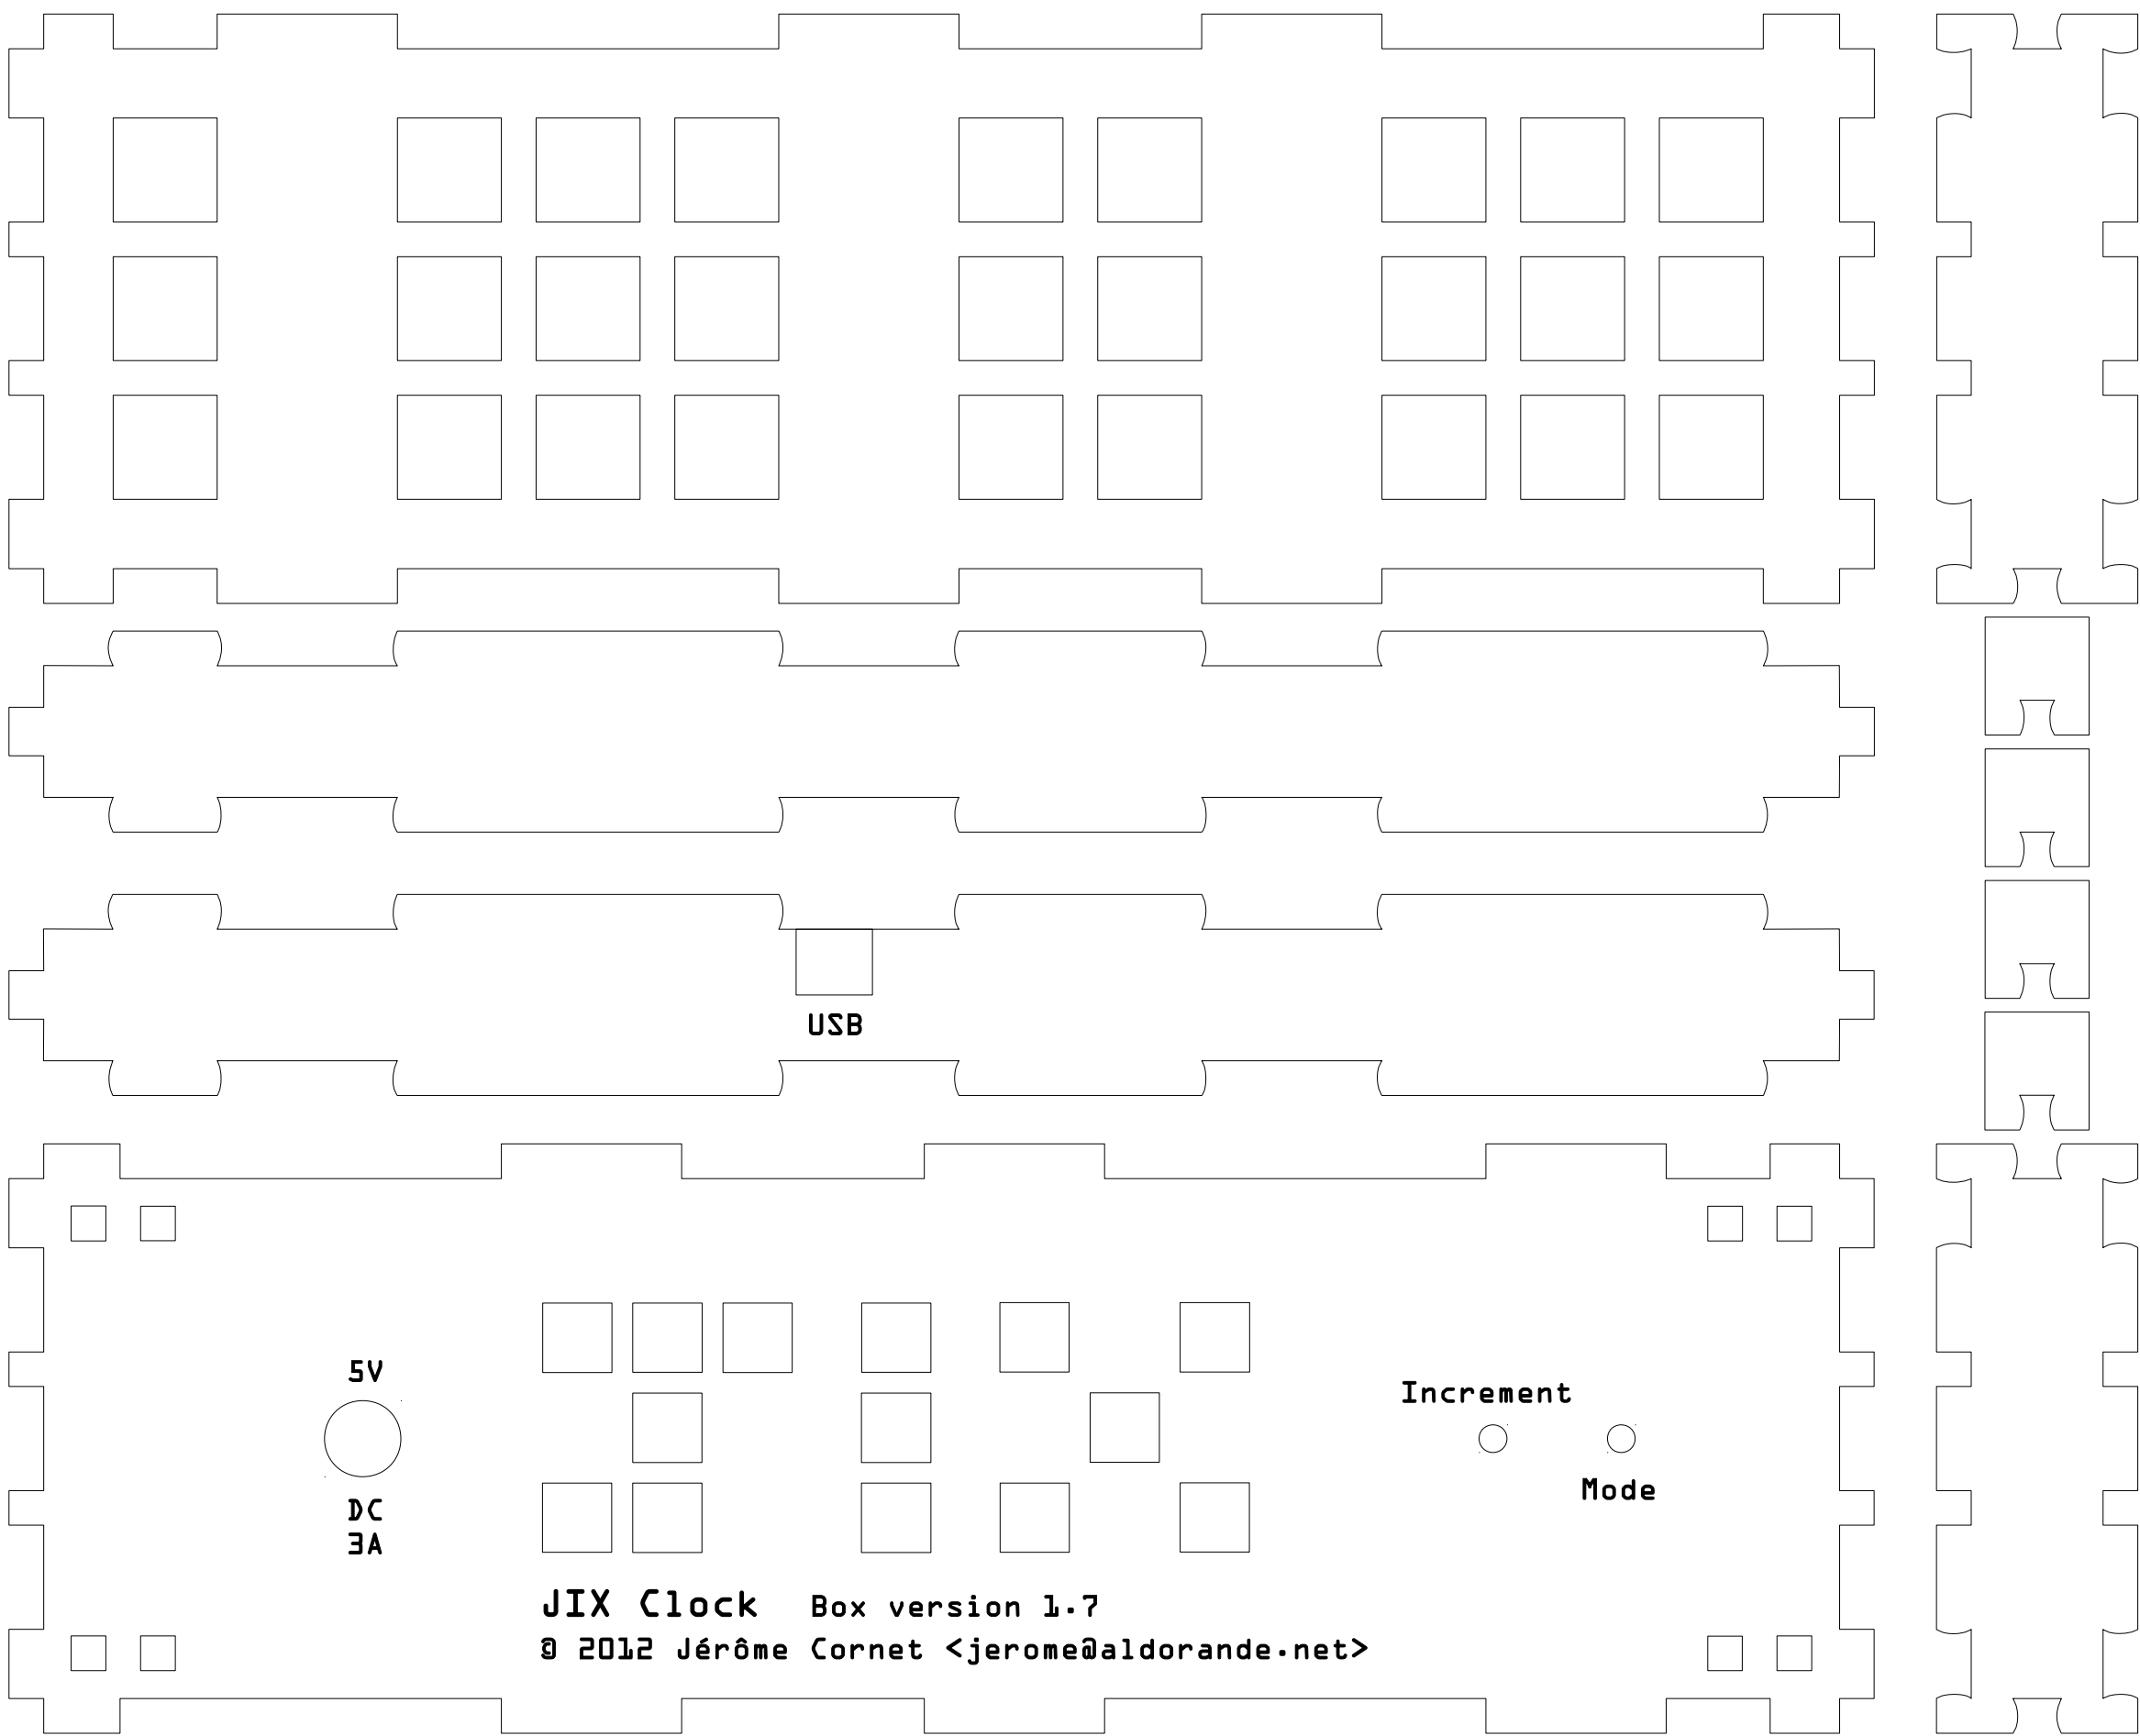 USB
5V
Increment
Mode
DC
3A
JIX Clock Box version 1.7
© 2012 Jérôme Cornet <jerome@aldorande.net>